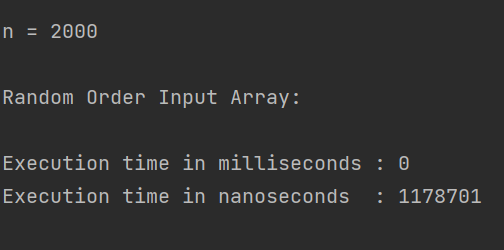 n = 2000
Random Order Input Array:
Execution time in milliseconds : 0
Execution time in nanoseconds  : 1178701